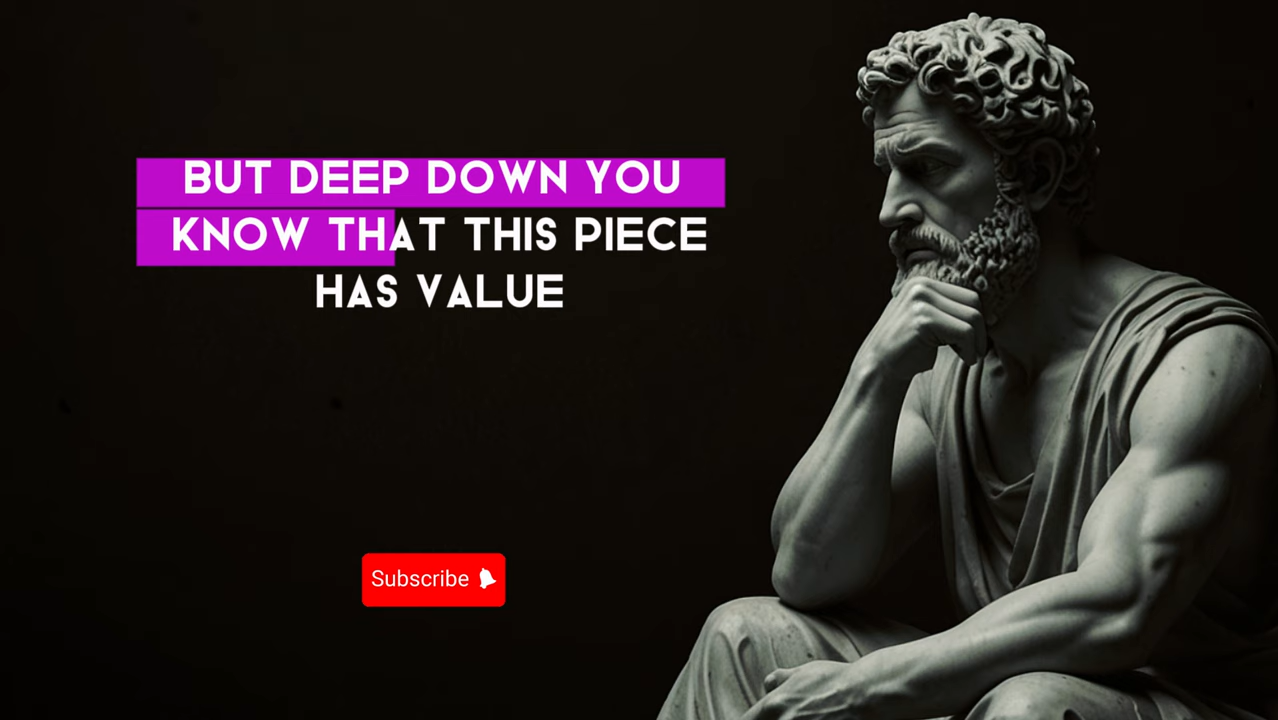 BUT DEEP DOWN YOU
KNOW THAT THIS PIECE
HAS VALUE
Subscribe